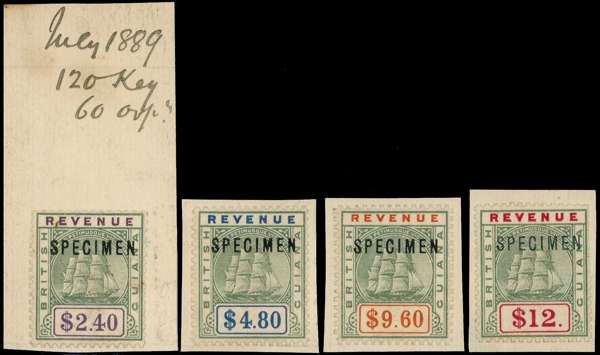 July 1889
120 Key
60 ovp.s
REVENUE
SPECIMEN
BRITISH
GUIANA
$2.40
REVENUE
SPECIMEN
BRITISH
GUIANA
$4.80
REVENUE
SPECIMEN
BRITISH
GUIANA
$9.60
REVENUE
SPECIMEN
BRITISH
GUIANA
$12.